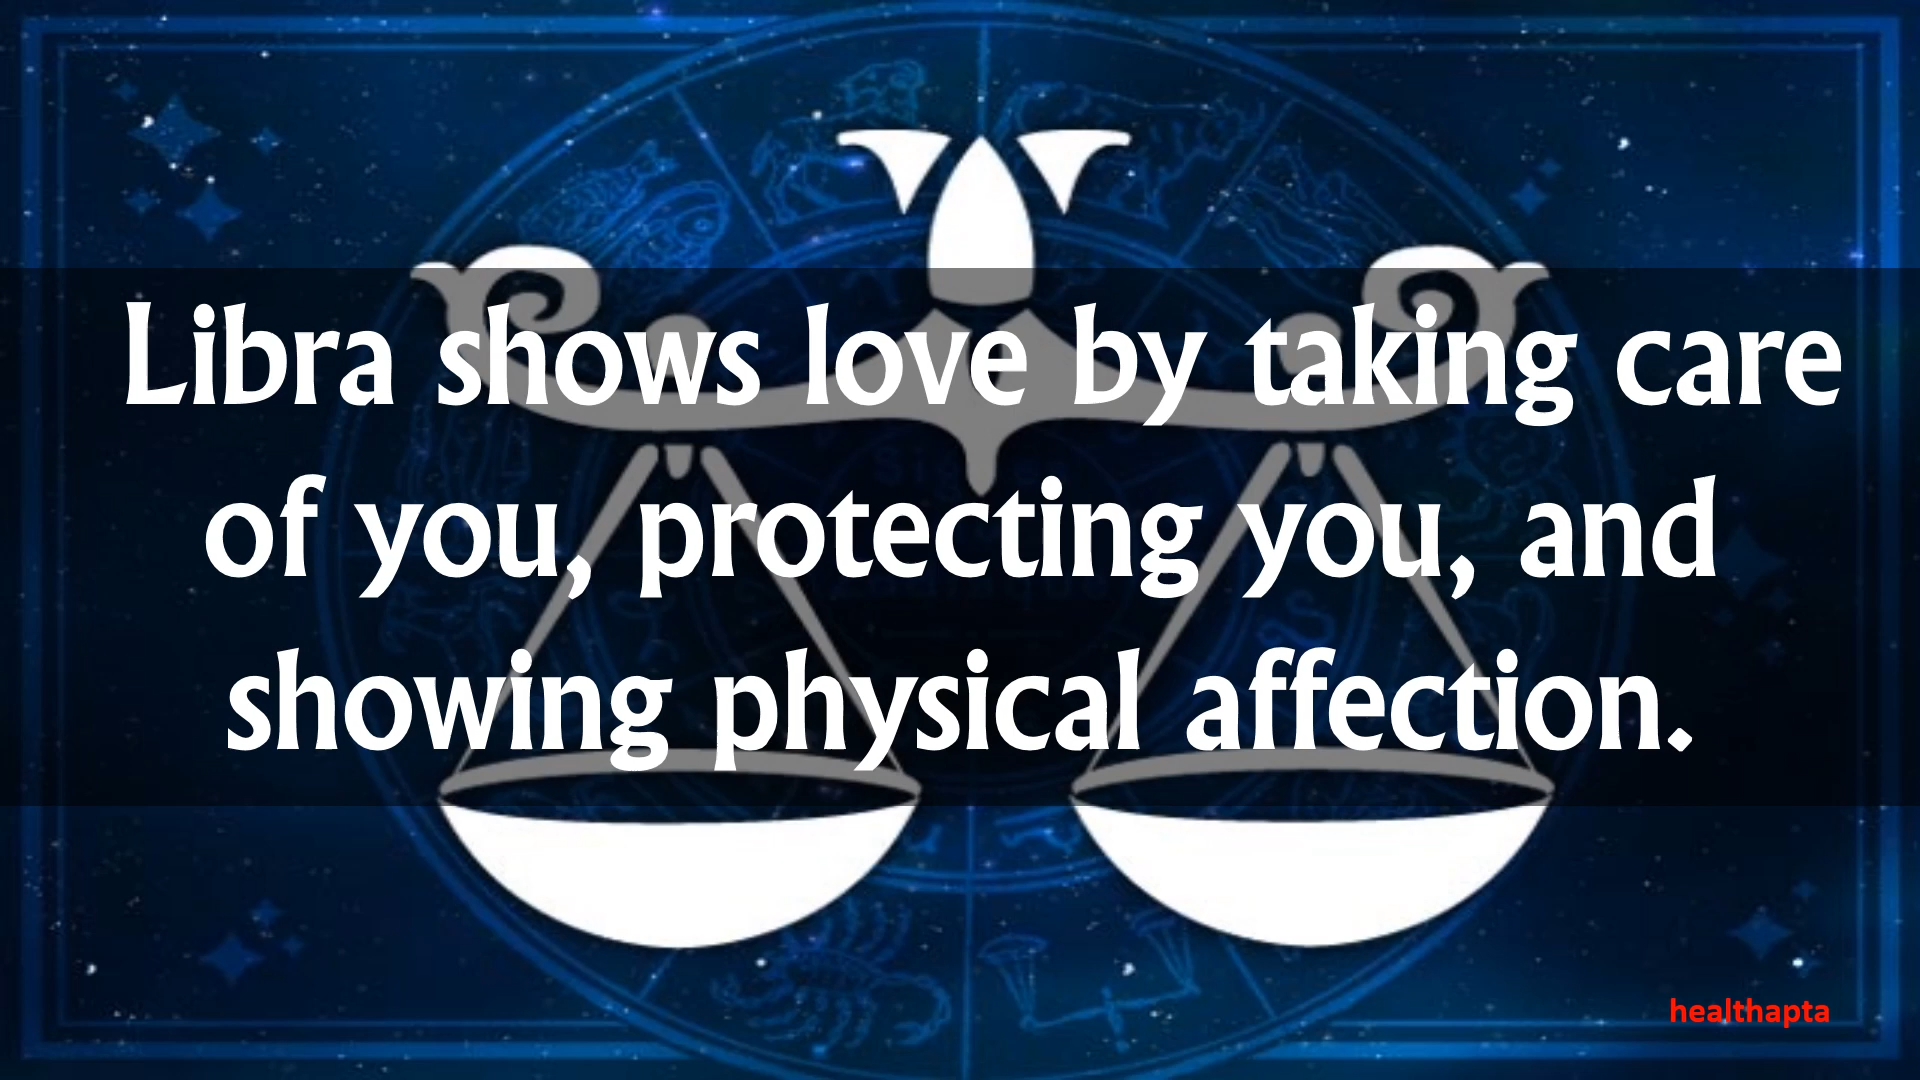 Libra shows love by taking care
of you, protecting you, and
showing physical affection.
healthapta